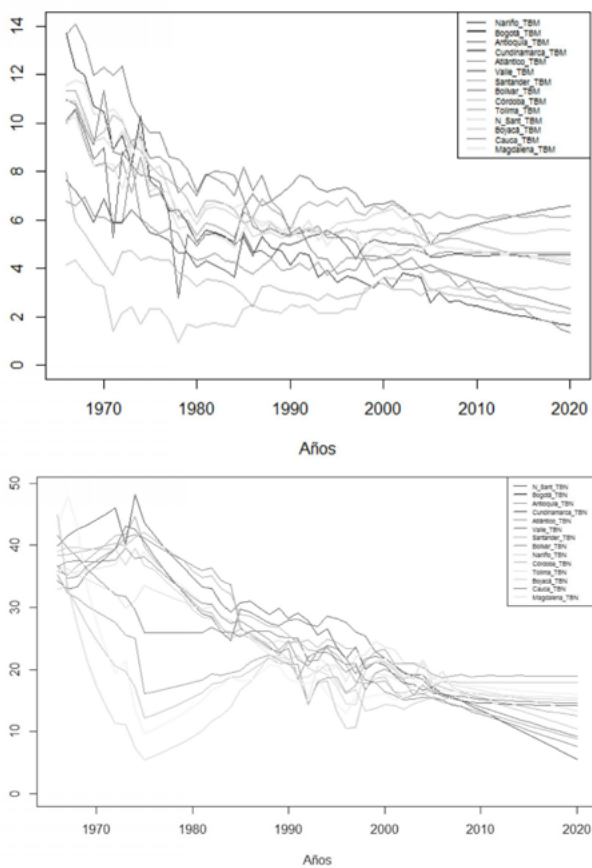 14
12
10
8
6
4
2
0
1970 1980 1990 2000 2010 2020
Años
Nariño_TBM
Bogotá_TBM
Antioquia_TBM
Cundinamarca_TBM
Atlántico_TBM
Valle_TBM
Santander_TBM
Bolívar_TBM
Córdoba_TBM
Tolima_TBM
N_Sant_TBM
Boyacá_TBM
Cauca_TBM
Magdalena_TBM
50
40
30
20
10
0
1970 1980 1990 2000 2010 2020
Años
N_Sant_TBN
Bogotá_TBN
Antioquia_TBN
Cundinamarca_TBN
Atlántico_TBN
Valle_TBN
Santander_TBN
Bolívar_TBN
Nariño_TBN
Córdoba_TBN
Tolima_TBN
Boyacá_TBN
Cauca_TBN
Magdalena_TBN